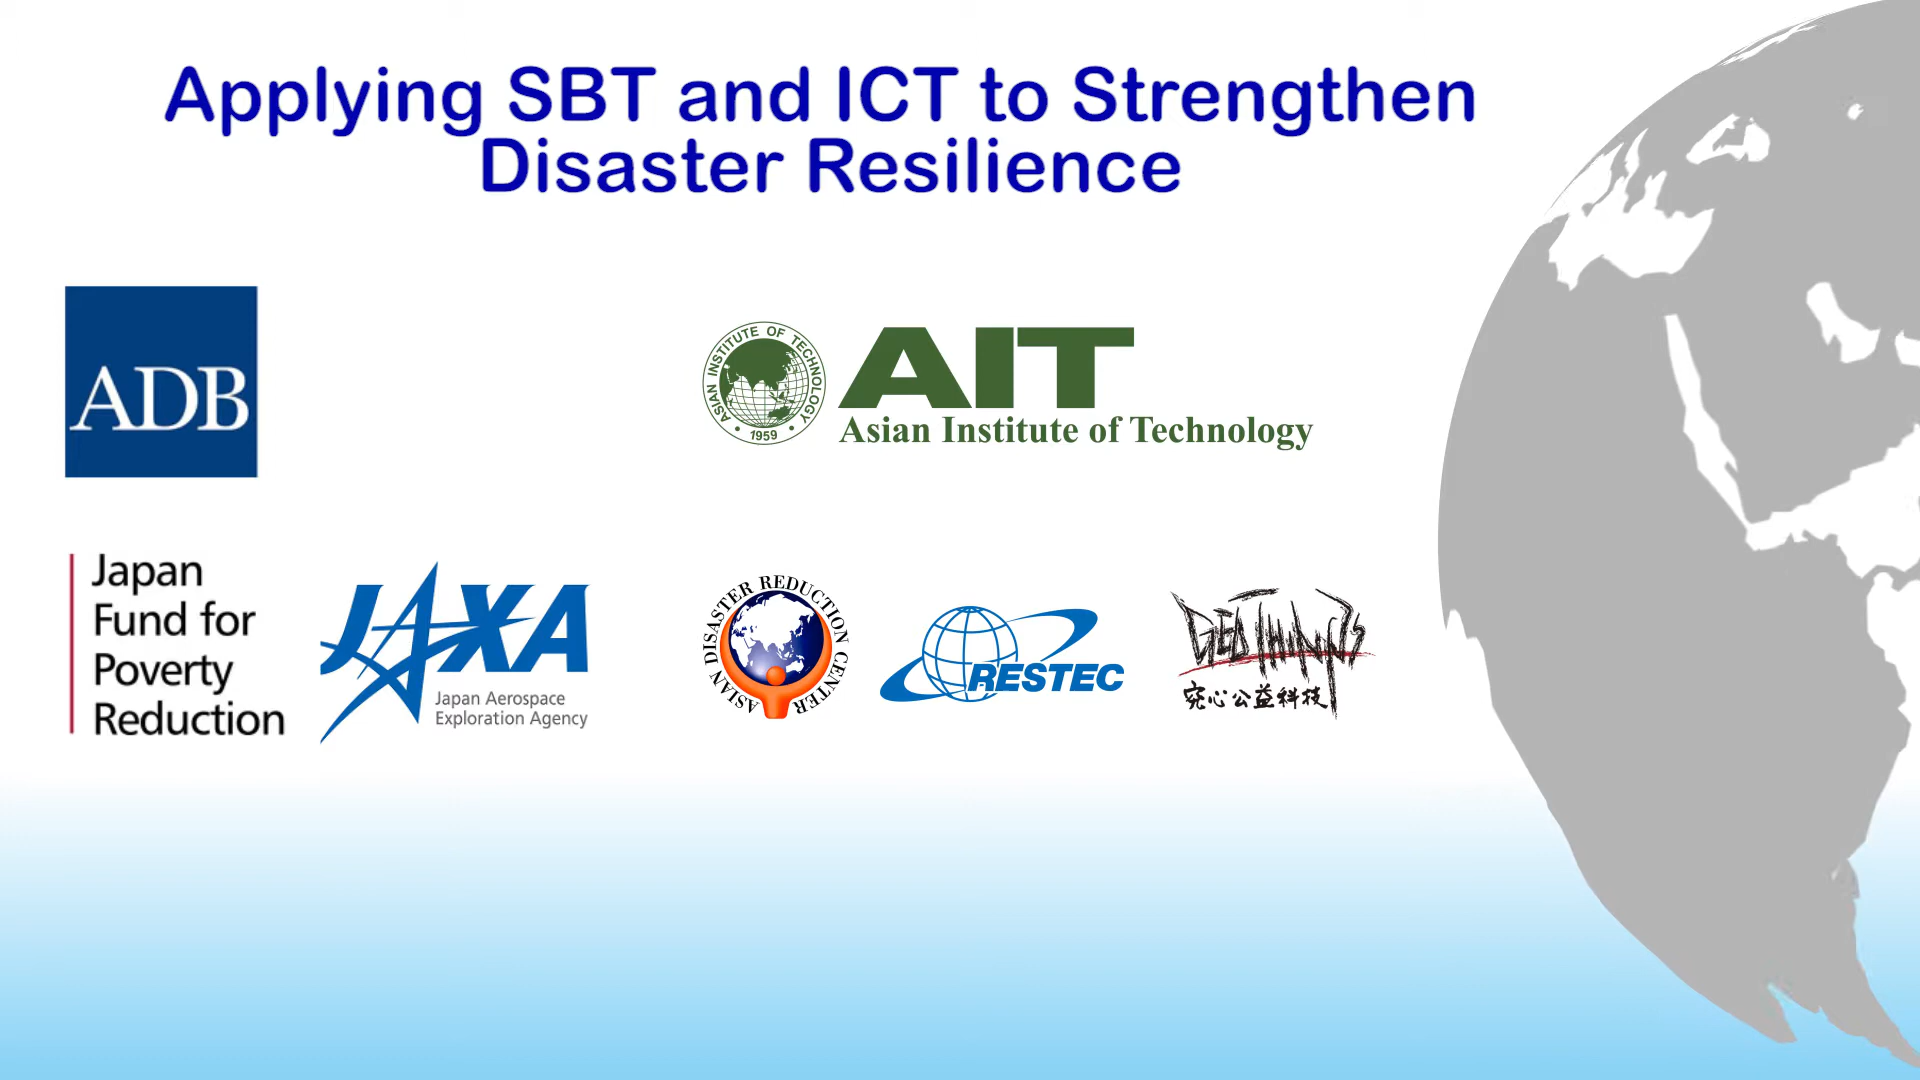 Applying SBT and ICT to Strengthen
Disaster Resilience
ADB
ASIAN INSTITUTE OF TECHNOLOGY
1959
AIT
Asian Institute of Technology
Japan
Fund for
Poverty
Reduction
JAXA
Japan Aerospace
Exploration Agency
ASIAN DISASTER REDUCTION CENTER
RESTEC
GEOTHINGS
究心公益科技